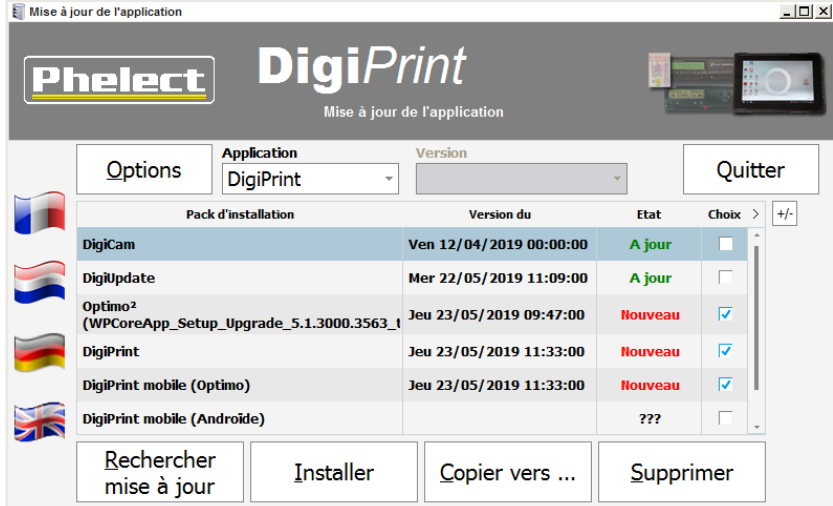 Mise à jour de l'application
Phelect
DigiPrint
Mise à jour de l'application
Options
Application
DigiPrint
Version
Quitter
Pack d'installation Version du Etat Choix > +/-
DigiCam Ven 12/04/2019 00:00:00 A jour
DigiUpdate Mer 22/05/2019 11:09:00 A jour
Optimo²
(WPCoreApp_Setup_Upgrade_5.1.3000.3563_t Jeu 23/05/2019 09:47:00 Nouveau
DigiPrint Jeu 23/05/2019 11:33:00 Nouveau
DigiPrint mobile (Optimo) Jeu 23/05/2019 11:33:00 Nouveau
DigiPrint mobile (Androïde) ???
Rechercher
mise à jour
Installer
Copier vers ...
Supprimer